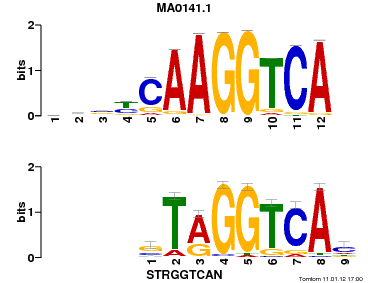 MA0141.1
2
bits
1
0
T C A A G G T C A
1 2 3 4 5 6 7 8 9 10 11 12
2
bits
1
0
T A G G G T C A
1 2 3 4 5 6 7 8 9
STRGGTCAN
Tomtom 11.01.12 17:00